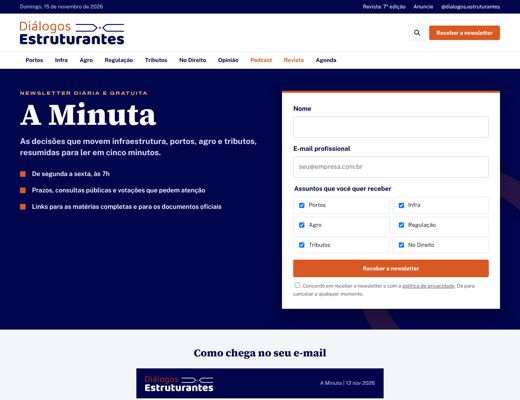 Domingo, 15 de novembro de 2026
Revista: 7ª edição
Anuncie
@dialogos.estruturantes
Diálogos
Estruturantes
Receber a newsletter
Portos
Infra
Agro
Regulação
Tributos
No Direito
Opinião
Podcast
Revista
Agenda
NEWSLETTER DIÁRIA E GRATUITA
A Minuta
As decisões que movem infraestrutura, portos, agro e tributos,
resumidas para ler em cinco minutos.
De segunda a sexta, às 7h
Prazos, consultas públicas e votações que pedem atenção
Links para as matérias completas e para os documentos oficiais
Nome
E-mail profissional
seu@empresa.com.br
Assuntos que você quer receber
Portos
Infra
Agro
Regulação
Tributos
No Direito
Receber a newsletter
Concordo em receber a newsletter e com a política de privacidade. Dá para
cancelar a qualquer momento.
Como chega no seu e-mail
Diálogos
Estruturantes
A Minuta | 13 nov 2026